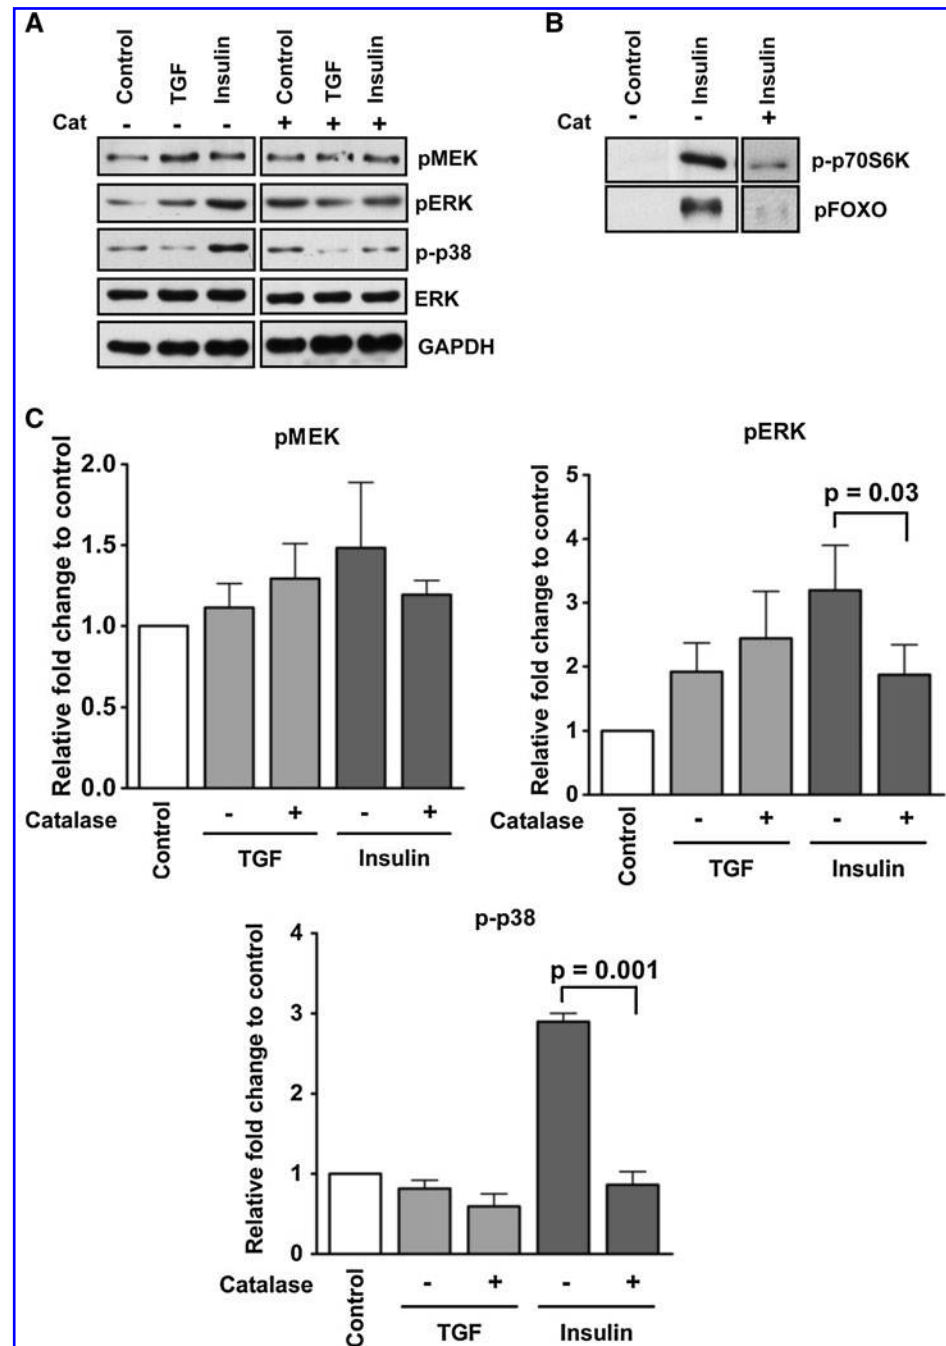 A
Control TGF Insulin Control TGF Insulin
Cat - - - + + +
pMEK
pERK
p-p38
ERK
GAPDH
B
Control Insulin Insulin
Cat - - +
p-p70S6K
pFOXO
C
pMEK
Relative fold change to control
2.0
1.5
1.0
0.5
0.0
Catalase - + - +
Control TGF Insulin
pERK
Relative fold change to control
5
4
3
2
1
0
p = 0.03
Catalase - + - +
Control TGF Insulin
p-p38
Relative fold change to control
4
3
2
1
0
p = 0.001
Catalase - + - +
Control TGF Insulin